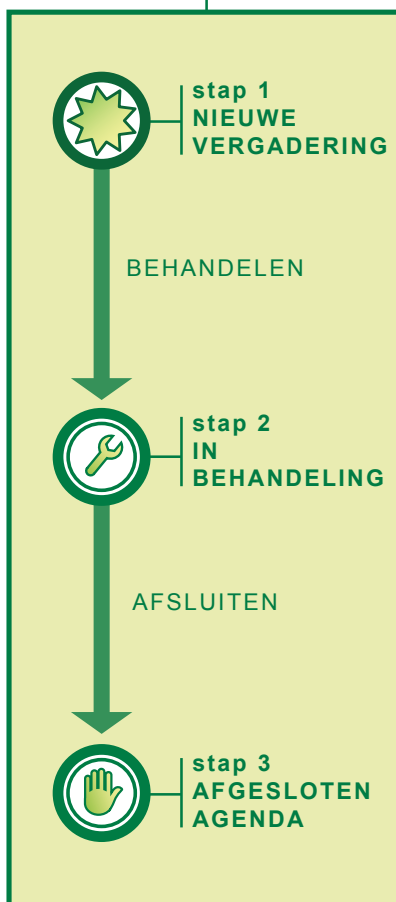 stap 1
NIEUWE
VERGADERING
BEHANDELEN
stap 2
IN
BEHANDELING
AFSLUITEN
stap 3
AFGESLOTEN
AGENDA